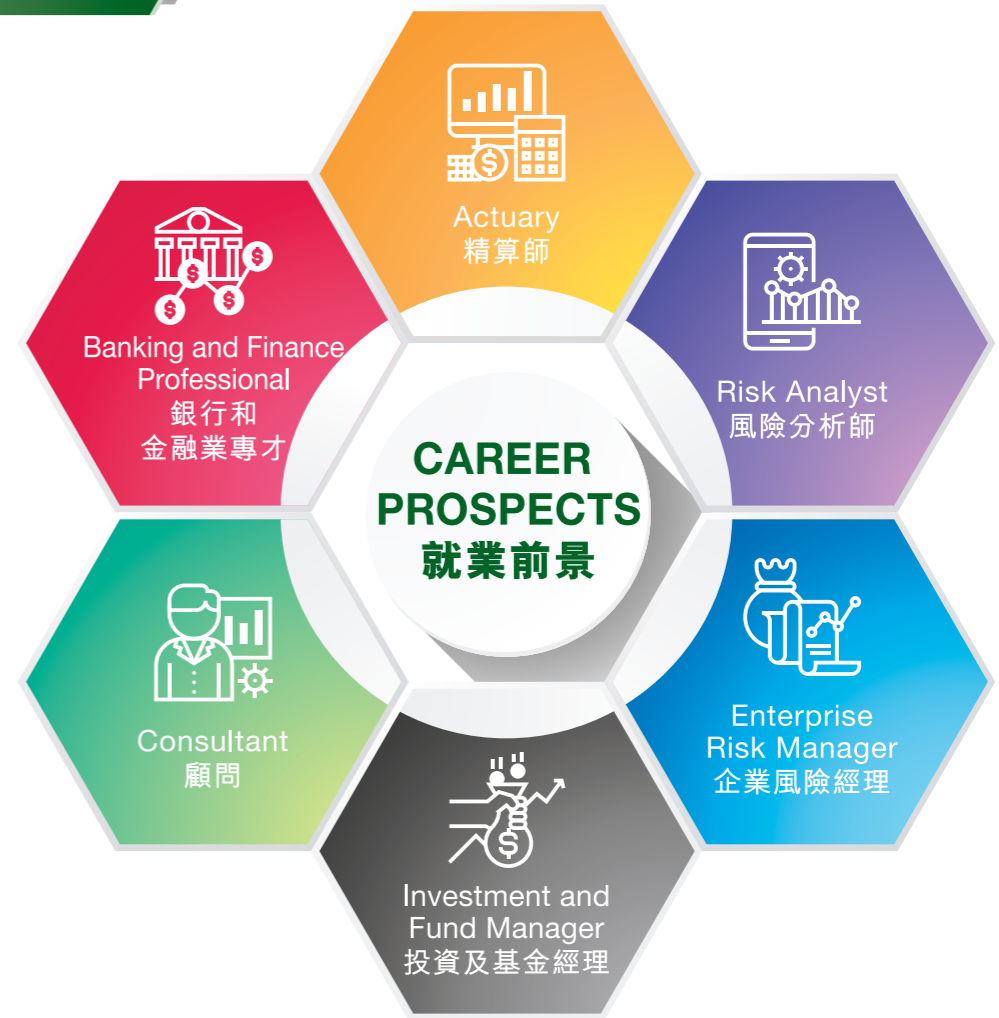 Actuary
精算師
Banking and Finance
Professional
銀行和
金融業專才
Risk Analyst
風險分析師
CAREER
PROSPECTS
就業前景
Consultant
顧問
Enterprise
Risk Manager
企業風險經理
Investment and
Fund Manager
投資及基金經理